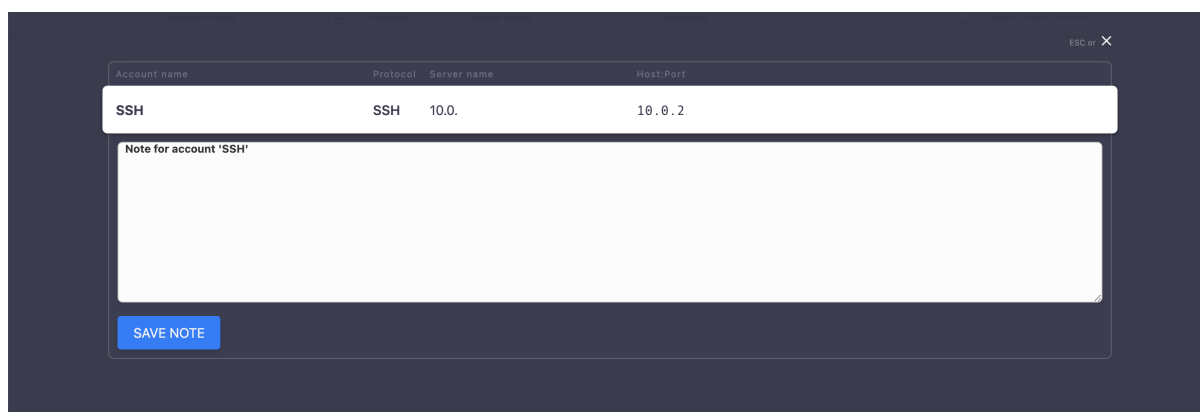 ESC or ✕
Account name Protocol Server name Host:Port
SSH SSH 10.0. 10.0.2.
Note for account 'SSH'
SAVE NOTE